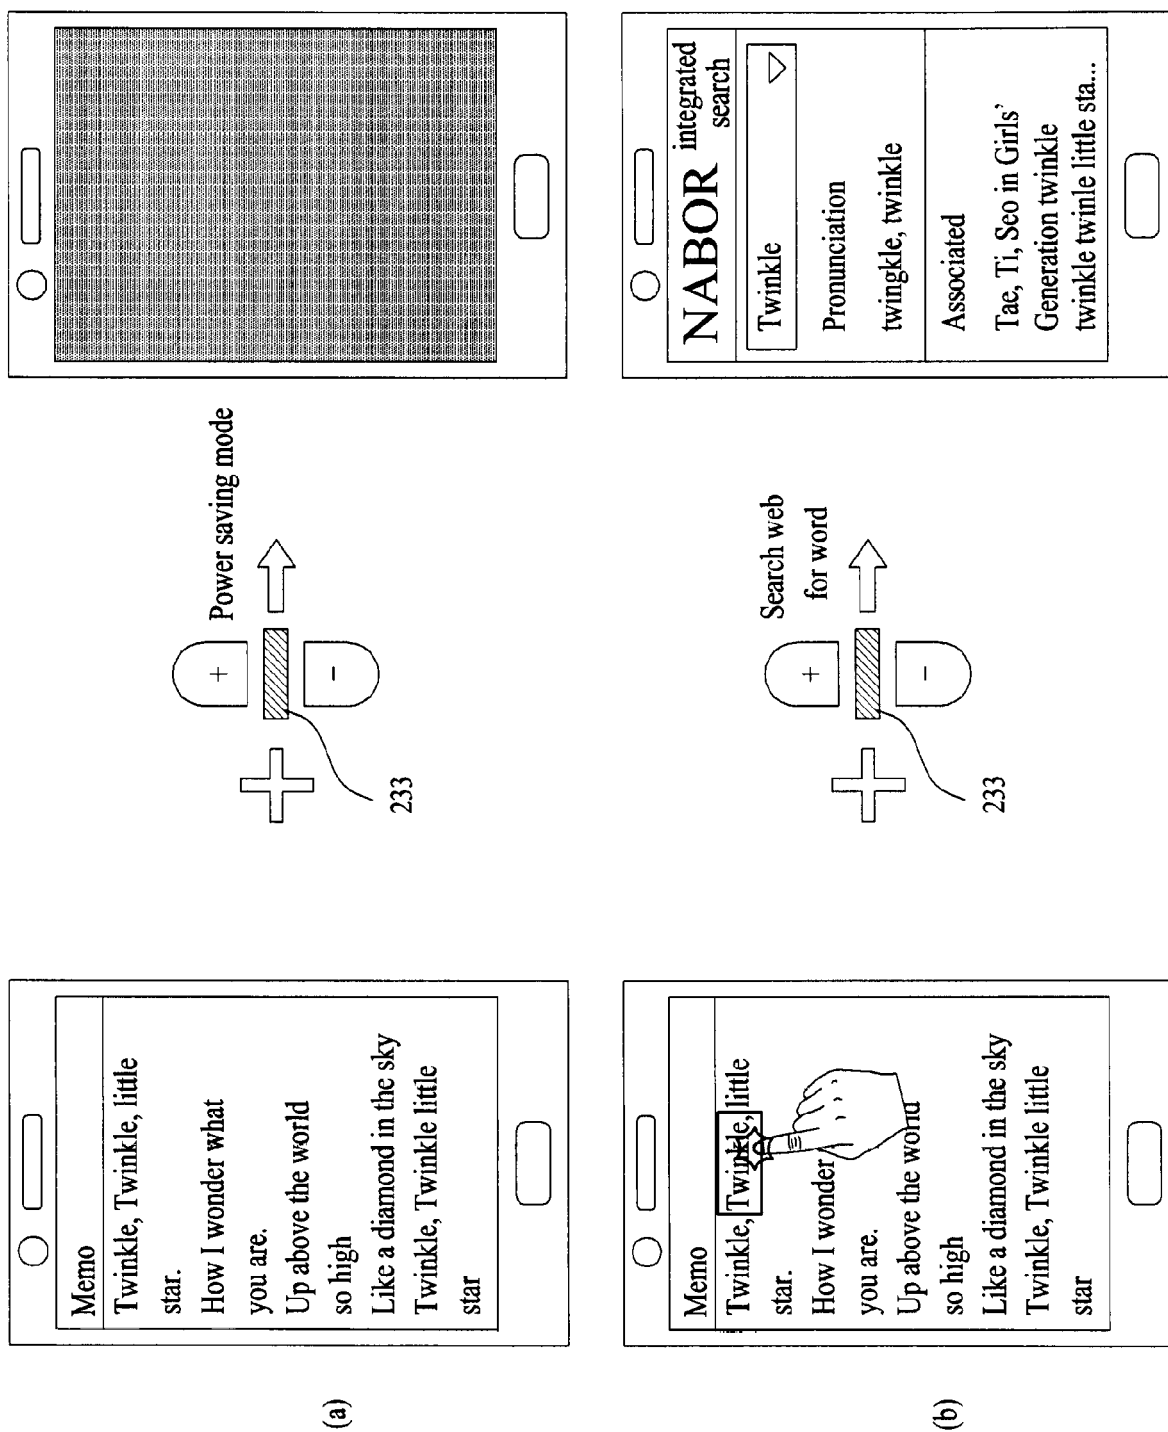 (a)
Memo
Twinkle, Twinkle, little
star.
How I wonder what
you are.
Up above the world
so high
Like a diamond in the sky
Twinkle, Twinkle little
star
+
-
233
Power saving mode
(b)
Memo
Twinkle, Twinkle, little
star.
How I wonder
you are.
Up above the world
so high
Like a diamond in the sky
Twinkle, Twinkle little
star
+
-
233
Search web
for word
NABOR integrated
search
Twinkle
Pronunciation
twingkle, twinkle
Associated
Tae, Ti, Seo in Girls'
Generation twinkle
twinkle twinle little sta...